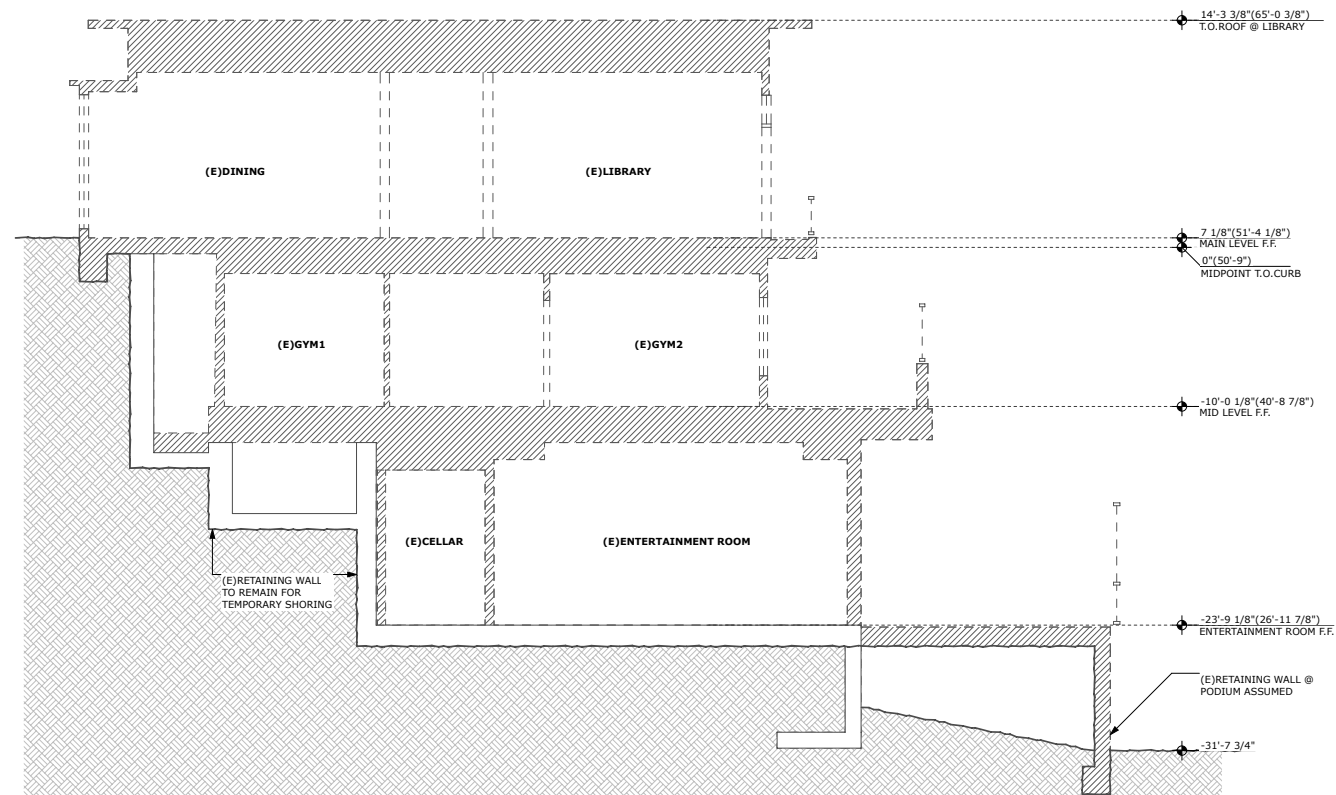 14'-3 3/8"(65'-0 3/8")
T.O.ROOF @ LIBRARY
(E)DINING
(E)LIBRARY
7 1/8"(51'-4 1/8")
MAIN LEVEL F.F.
0"(50'-9")
MIDPOINT T.O.CURB
(E)GYM1
(E)GYM2
-10'-0 1/8"(40'-8 7/8")
MID LEVEL F.F.
(E)CELLAR
(E)ENTERTAINMENT ROOM
(E)RETAINING WALL
TO REMAIN FOR
TEMPORARY SHORING
-23'-9 1/8"(26'-11 7/8")
ENTERTAINMENT ROOM F.F.
(E)RETAINING WALL @
PODIUM ASSUMED
-31'-7 3/4"